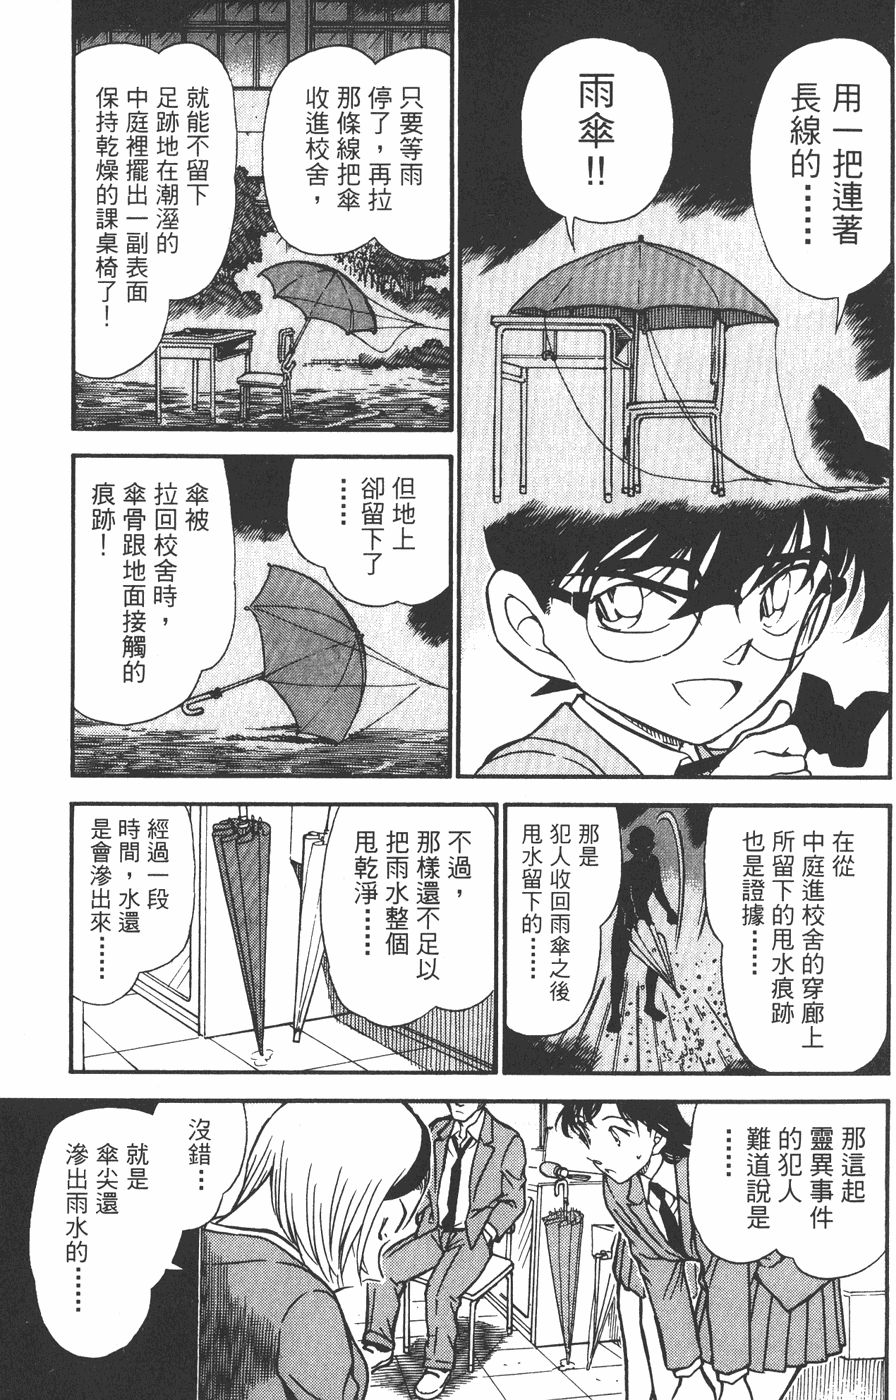 用一把連著
長線的……
雨傘!!
只要等雨
停了，再拉
那條線把傘
收進校舍，
就能不留下
足跡地在潮溼的
中庭裡擺出一副表面
保持乾燥的課桌椅了！
但地上
卻留下了
……
傘被
拉回校舍時，
傘骨跟地面接觸的
痕跡！
在從
中庭進校舍的穿廊上
所留下的甩水痕跡
也是證據……
那是
犯人收回雨傘之後
甩水留下的……
不過，
那樣還不足以
把雨水整個
甩乾淨……
經過一段
時間，水還
是會滲出來……
那這起
靈異事件
的犯人
難道說是
……
沒錯…
就是
傘尖還
滲出雨水的……